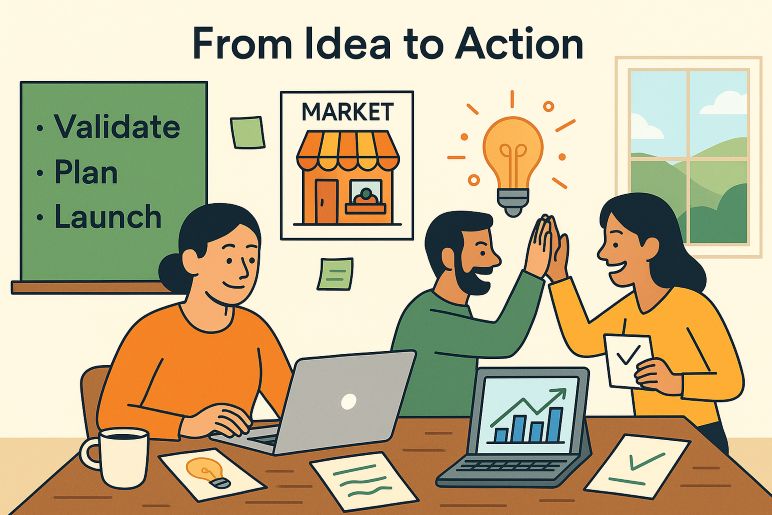 From Idea to Action
• Validate
• Plan
• Launch
MARKET